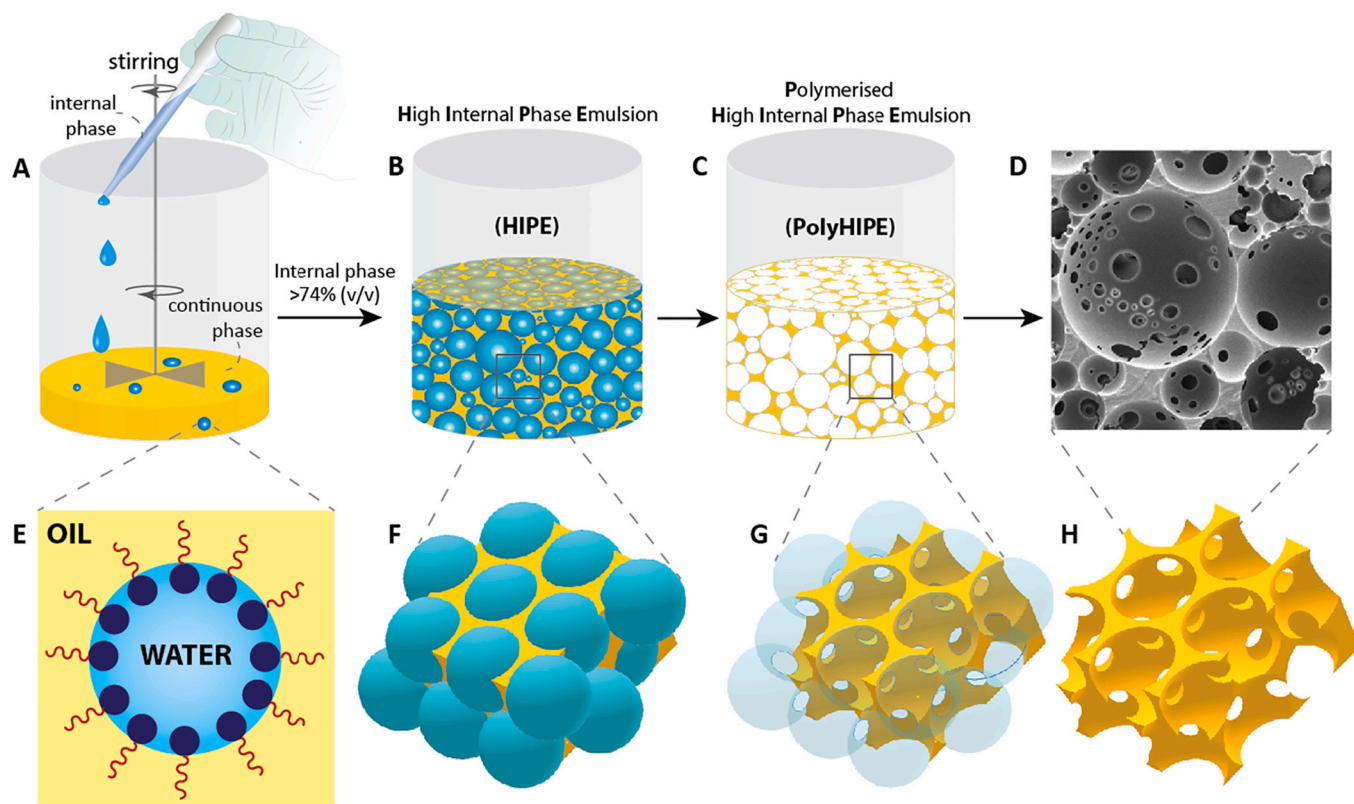 stirring
internal
phase
A
continuous
phase
Internal phase
>74% (v/v)
High Internal Phase Emulsion
B
(HIPE)
Polymerised
High Internal Phase Emulsion
C
(PolyHIPE)
D
E
OIL
WATER
F
G
H